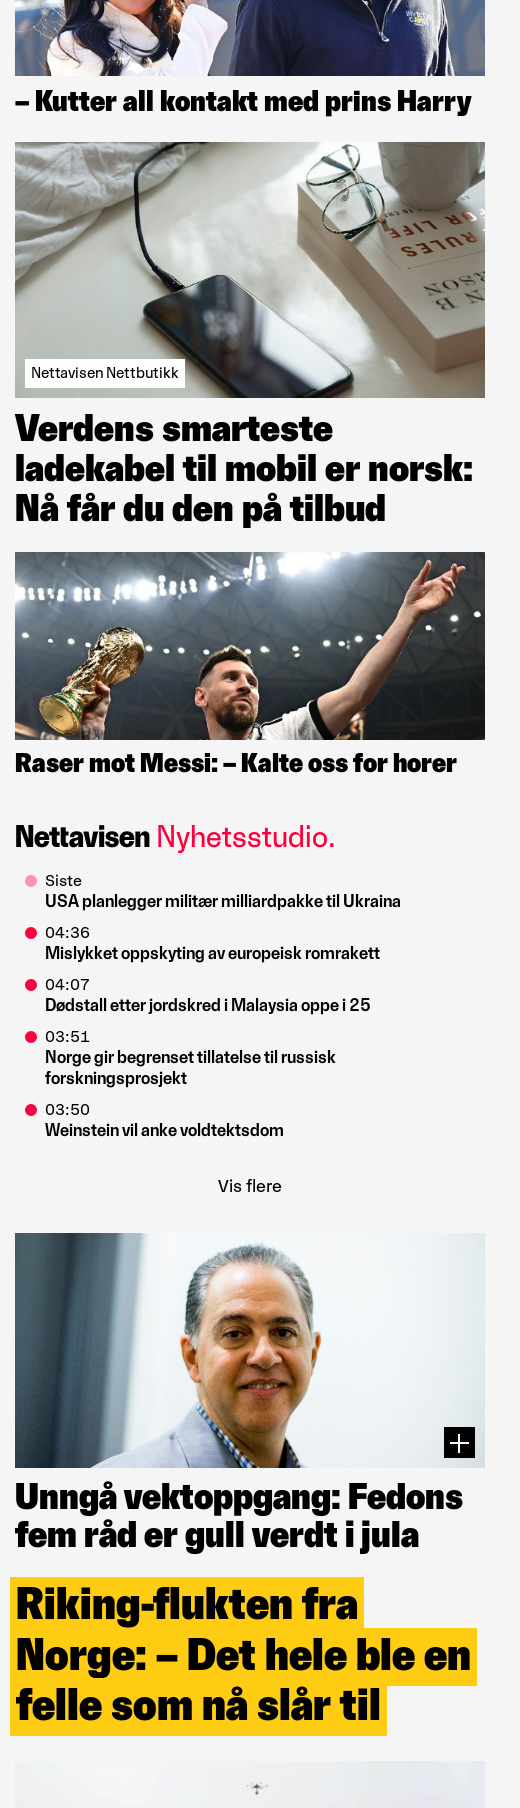 – Kutter all kontakt med prins Harry
FOR LIFE
RULES
Nettavisen Nettbutikk
Verdens smarteste
ladekabel til mobil er norsk:
Nå får du den på tilbud
Raser mot Messi: – Kalte oss for horer
Nettavisen Nyhetsstudio.
Siste
USA planlegger militær milliardpakke til Ukraina
04:36
Mislykket oppskyting av europeisk romrakett
04:07
Dødstall etter jordskred i Malaysia oppe i 25
03:51
Norge gir begrenset tillatelse til russisk
forskningsprosjekt
03:50
Weinstein vil anke voldtektsdom
Vis flere
Unngå vektoppgang: Fedons
fem råd er gull verdt i jula
Riking-flukten fra
Norge: – Det hele ble en
felle som nå slår til